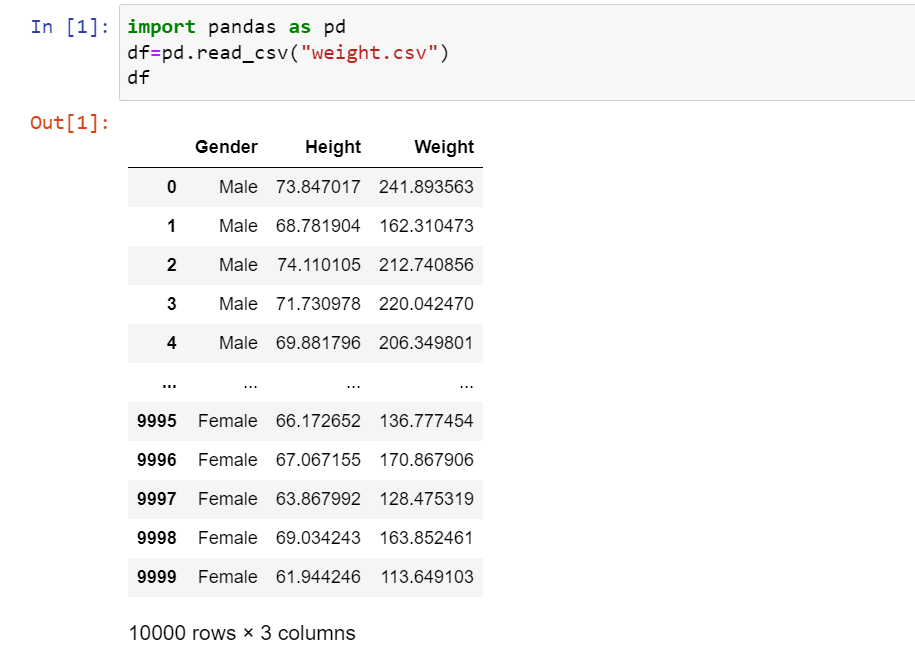 In [1]: import pandas as pd
df=pd.read_csv("weight.csv")
df
Out[1]:
Gender Height Weight
0 Male 73.847017 241.893563
1 Male 68.781904 162.310473
2 Male 74.110105 212.740856
3 Male 71.730978 220.042470
4 Male 69.881796 206.349801
... ... ... ...
9995 Female 66.172652 136.777454
9996 Female 67.067155 170.867906
9997 Female 63.867992 128.475319
9998 Female 69.034243 163.852461
9999 Female 61.944246 113.649103
10000 rows × 3 columns